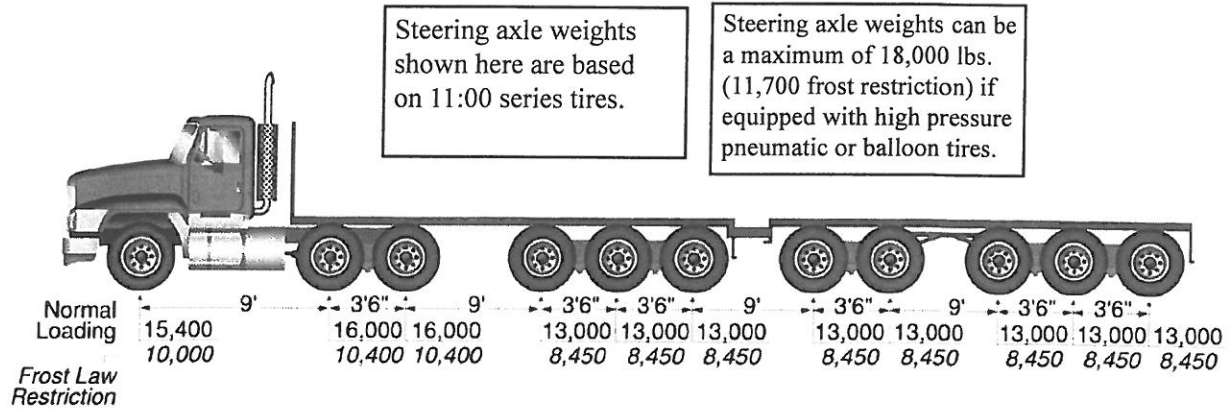 Steering axle weights
shown here are based
on 11:00 series tires.
Steering axle weights can be
a maximum of 18,000 lbs.
(11,700 frost restriction) if
equipped with high pressure
pneumatic or balloon tires.
9' 3'6" 9' 3'6" 3'6" 9' 3'6" 9' 3'6" 3'6"
Normal
Loading 15,400 16,000 16,000 13,000 13,000 13,000 13,000 13,000 13,000 13,000 13,000
10,000 10,400 10,400 8,450 8,450 8,450 8,450 8,450 8,450 8,450 8,450
Frost Law
Restriction